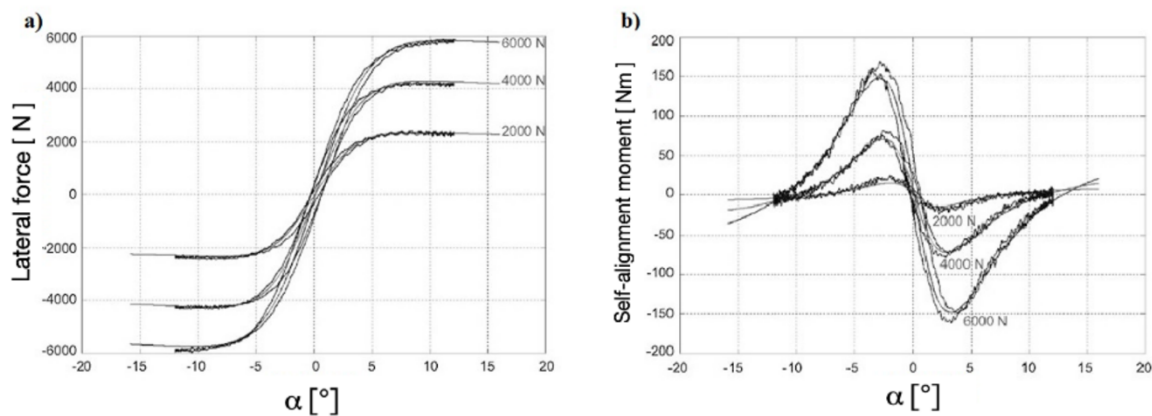 a)
Lateral force [ N ]
6000
4000
2000
0
-2000
-4000
-6000
6000 N
4000 N
2000 N
-20 -15 -10 -5 0 5 10 15 20
α [°]
b)
Self-alignment moment [ Nm ]
200
150
100
50
0
-50
-100
-150
-200
2000 N
4000 N
6000 N
-20 -15 -10 -5 0 5 10 15 20
α [°]